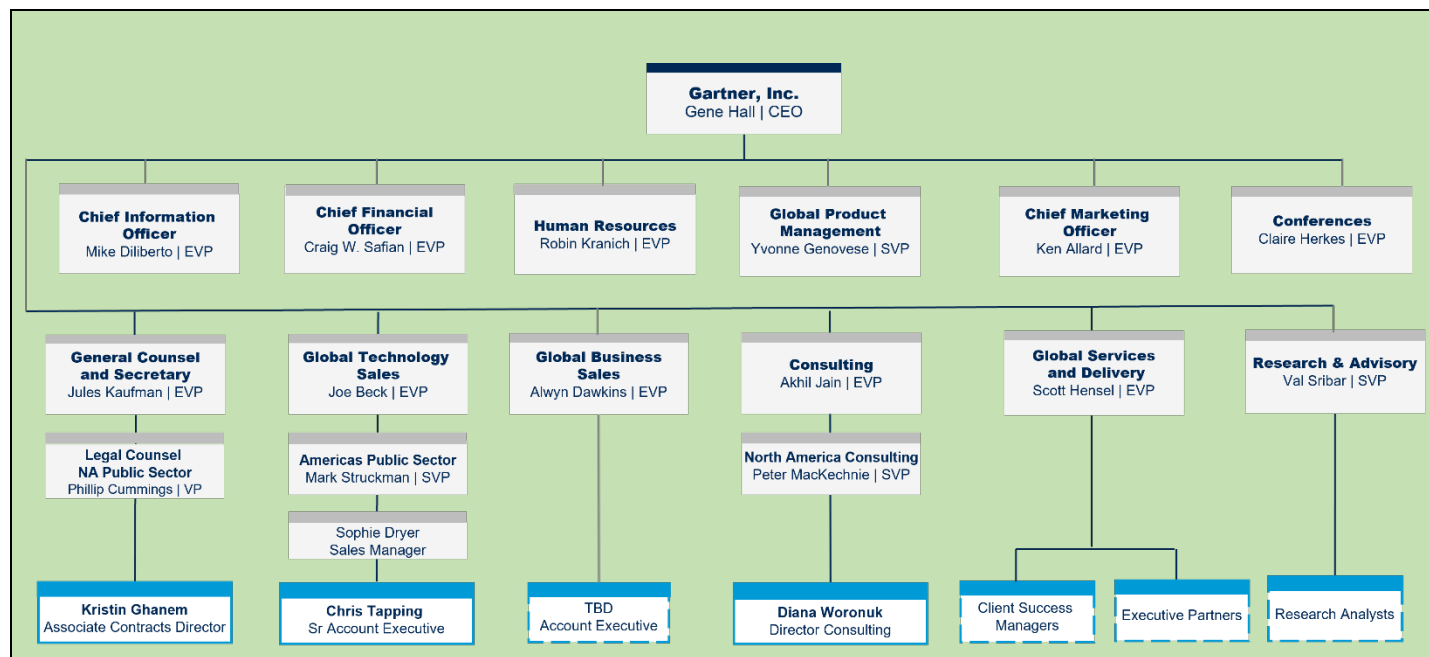 Gartner, Inc.
Gene Hall | CEO
Chief Information
Officer
Mike Diliberto | EVP
Chief Financial
Officer
Craig W. Safian | EVP
Human Resources
Robin Kranich | EVP
Global Product
Management
Yvonne Genovese | SVP
Chief Marketing
Officer
Ken Allard | EVP
Conferences
Claire Herkes | EVP
General Counsel
and Secretary
Jules Kaufman | EVP
Global Technology
Sales
Joe Beck | EVP
Global Business
Sales
Alwyn Dawkins | EVP
Consulting
Akhil Jain | EVP
Global Services
and Delivery
Scott Hensel | EVP
Research & Advisory
Val Sribar | SVP
Legal Counsel
NA Public Sector
Phillip Cummings | VP
Americas Public Sector
Mark Struckman | SVP
North America Consulting
Peter MacKechnie | SVP
Sophie Dryer
Sales Manager
Kristin Ghanem
Associate Contracts Director
Chris Tapping
Sr Account Executive
TBD
Account Executive
Diana Woronuk
Director Consulting
Client Success
Managers
Executive Partners
Research Analysts